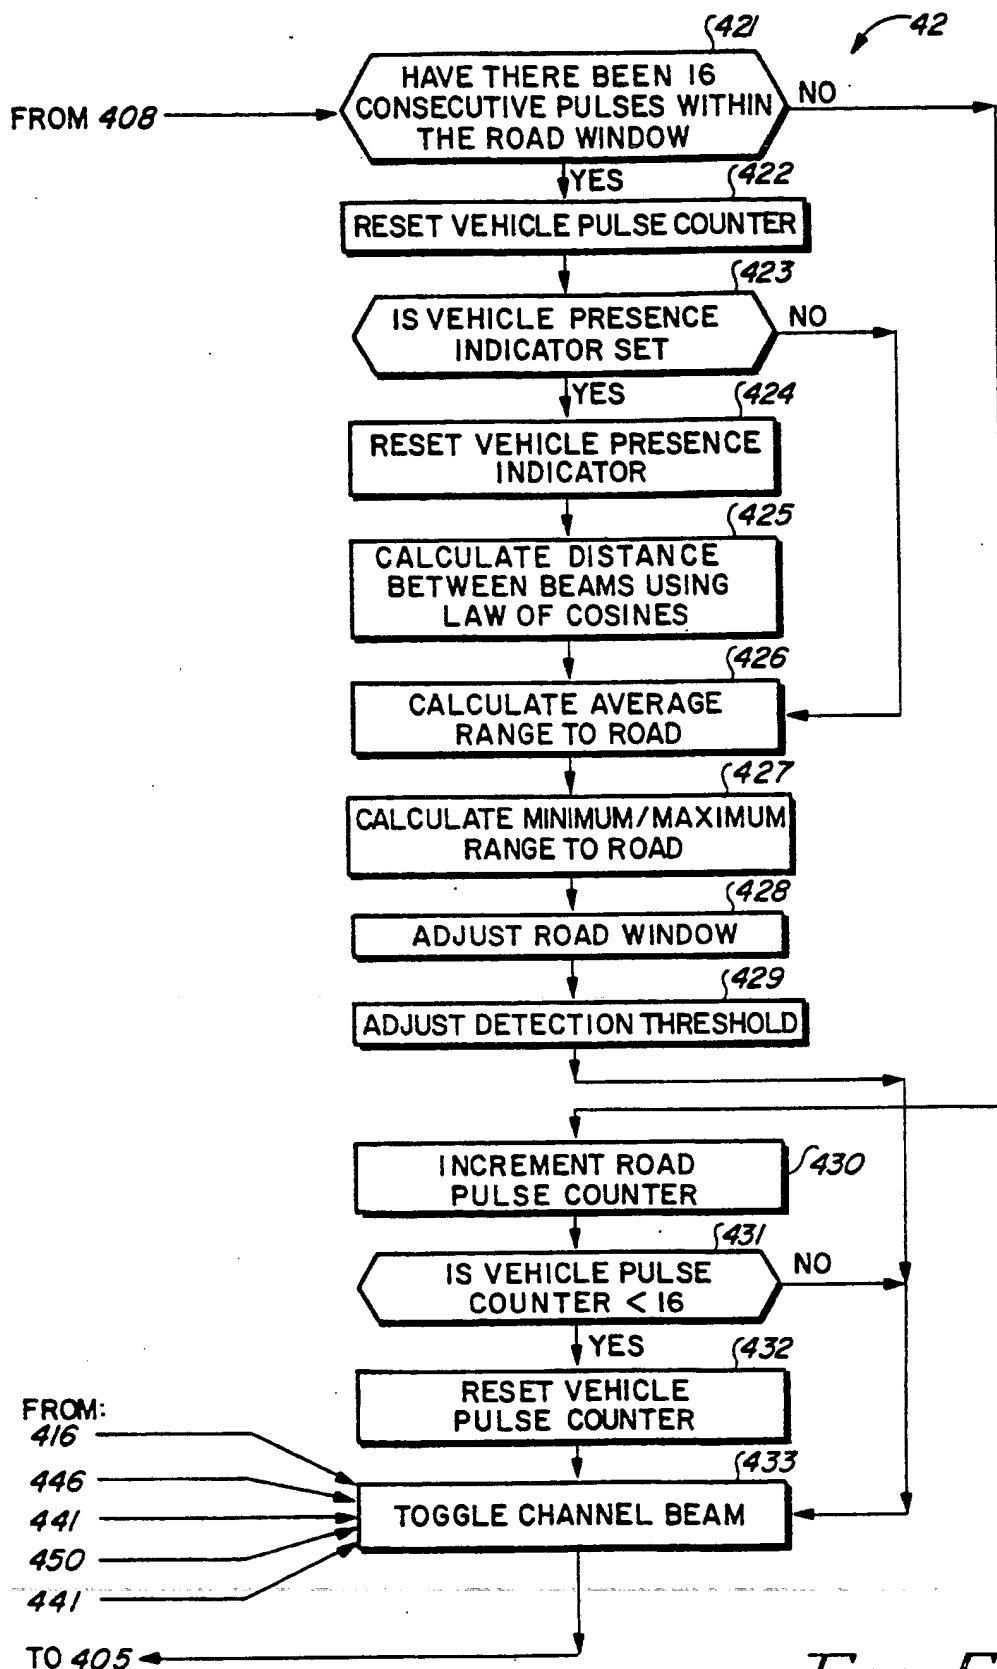 421
42
HAVE THERE BEEN 16
CONSECUTIVE PULSES WITHIN
THE ROAD WINDOW
NO
FROM 408
YES
422
RESET VEHICLE PULSE COUNTER
423
IS VEHICLE PRESENCE
INDICATOR SET
NO
YES
424
RESET VEHICLE PRESENCE
INDICATOR
425
CALCULATE DISTANCE
BETWEEN BEAMS USING
LAW OF COSINES
426
CALCULATE AVERAGE
RANGE TO ROAD
427
CALCULATE MINIMUM/MAXIMUM
RANGE TO ROAD
428
ADJUST ROAD WINDOW
429
ADJUST DETECTION THRESHOLD
INCREMENT ROAD
PULSE COUNTER
430
431
IS VEHICLE PULSE
COUNTER < 16
NO
YES
432
RESET VEHICLE
PULSE COUNTER
FROM:
416
446
441
450
441
433
TOGGLE CHANNEL BEAM
TO 405